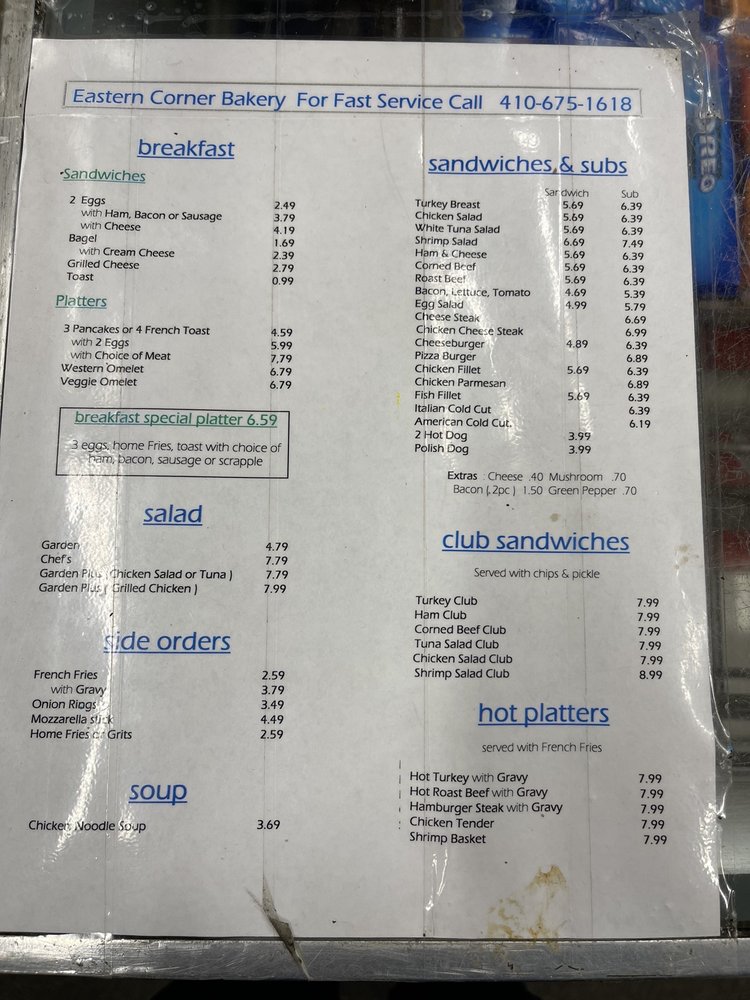 Eastern Corner Bakery For Fast Service Call 410-675-1618
breakfast
Sandwiches
2 Eggs 2.49
with Ham, Bacon or Sausage 3.79
with Cheese 4.19
Bagel 1.69
with Cream Cheese 2.39
Grilled Cheese 2.79
Toast 0.99
Platters
3 Pancakes or 4 French Toast 4.59
with 2 Eggs 5.99
with Choice of Meat 7,79
Western Omelet 6.79
Veggie Omelet 6.79
breakfast special platter 6.59
3 eggs, home Fries, toast with choice of
ham, bacon, sausage or scrapple
salad
Garden 4.79
Chef's 7.79
Garden Plus ( Chicken Salad or Tuna ) 7.79
Garden Plus ( Grilled Chicken ) 7.99
side orders
French Fries 2.59
with Gravy 3.79
Onion Rings 3.49
Mozzarella stick 4.49
Home Fries or Grits 2.59
soup
Chicken Noodle Soup 3.69
sandwiches & subs
Sandwich Sub
Turkey Breast 5.69 6.39
Chicken Salad 5.69 6.39
White Tuna Salad 5.69 6.39
Shrimp Salad 6.69 7.49
Ham & Cheese 5.69 6.39
Corned Beef 5.69 6.39
Roast Beef 5.69 6.39
Bacon, Lettuce, Tomato 4.69 5.39
Egg Salad 4.99 5.79
Cheese Steak 6.69
Chicken Cheese Steak 6.99
Cheeseburger 4.89 6.39
Pizza Burger 6.89
Chicken Fillet 5.69 6.39
Chicken Parmesan 6.89
Fish Fillet 5.69 6.39
Italian Cold Cut 6.39
American Cold Cut. 6.19
2 Hot Dog 3.99
Polish Dog 3.99
Extras : Cheese .40 Mushroom .70
Bacon (.2pc ) 1.50 Green Pepper .70
club sandwiches
Served with chips & pickle
Turkey Club 7.99
Ham Club 7.99
Corned Beef Club 7.99
Tuna Salad Club 7.99
Chicken Salad Club 7.99
Shrimp Salad Club 8.99
hot platters
served with French Fries
Hot Turkey with Gravy 7.99
Hot Roast Beef with Gravy 7.99
Hamburger Steak with Gravy 7.99
Chicken Tender 7.99
Shrimp Basket 7.99
OREO